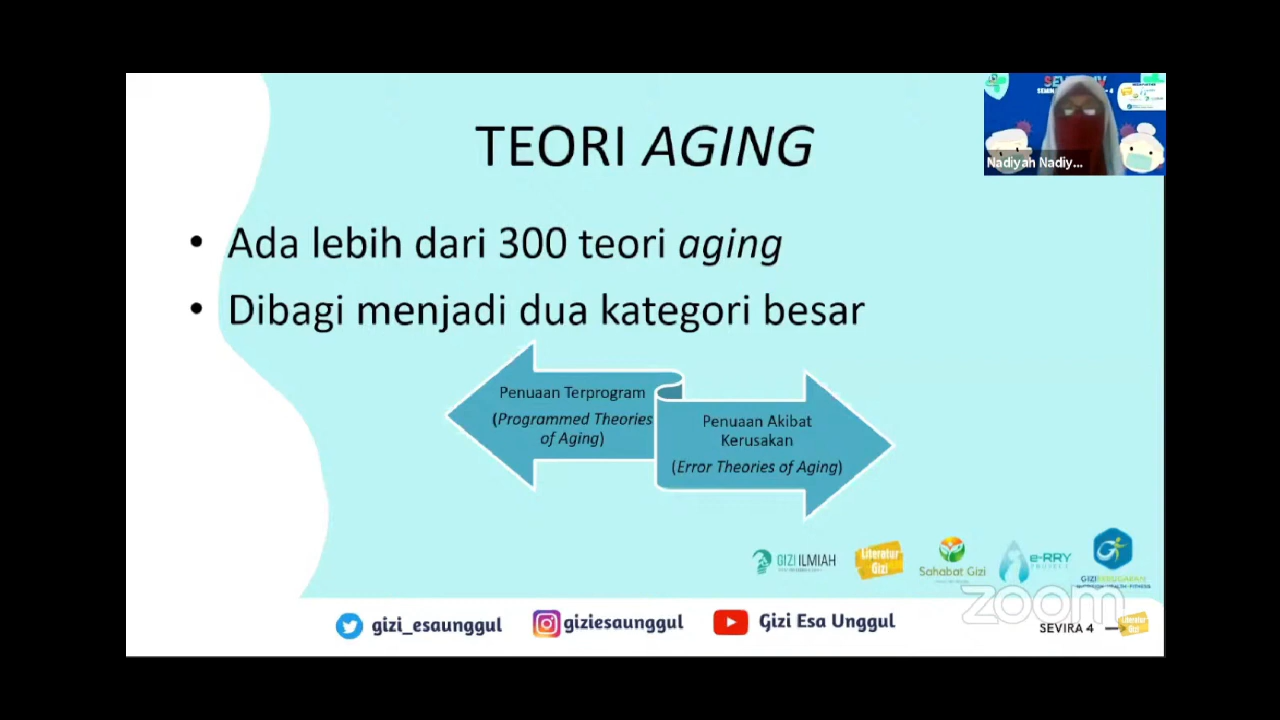 TEORI AGING
Nadiyah Nadiy...
• Ada lebih dari 300 teori aging
• Dibagi menjadi dua kategori besar
Penuaan Terprogram
(Programmed Theories
of Aging)
Penuaan Akibat
Kerusakan
(Error Theories of Aging)
GIZI ILMIAH
Literatur
Gizi
Sahabat Gizi
e-RRY
PROJECT
zoom
gizi_esaunggul
giziesaunggul
Gizi Esa Unggul
SEVIRA 4